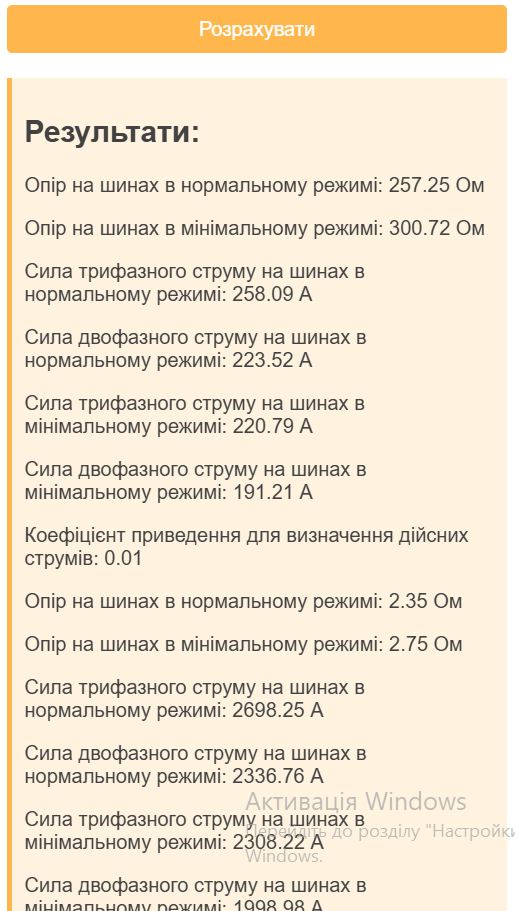 Розрахувати
Результати:
Опір на шинах в нормальному режимі: 257.25 Ом
Опір на шинах в мінімальному режимі: 300.72 Ом
Сила трифазного струму на шинах в
нормальному режимі: 258.09 А
Сила двофазного струму на шинах в
нормальному режимі: 223.52 А
Сила трифазного струму на шинах в
мінімальному режимі: 220.79 А
Сила двофазного струму на шинах в
мінімальному режимі: 191.21 А
Коефіцієнт приведення для визначення дійсних
струмів: 0.01
Опір на шинах в нормальному режимі: 2.35 Ом
Опір на шинах в мінімальному режимі: 2.75 Ом
Сила трифазного струму на шинах в
нормальному режимі: 2698.25 А
Сила двофазного струму на шинах в
нормальному режимі: 2336.76 А
Активація Windows
Сила трифазного струму на шинах в
Перейдіть до розділу "Настройки
мінімальному режимі: 2308.22 А
Windows.
Сила двофазного струму на шинах в
мінімальному режимі: 1998.98 А